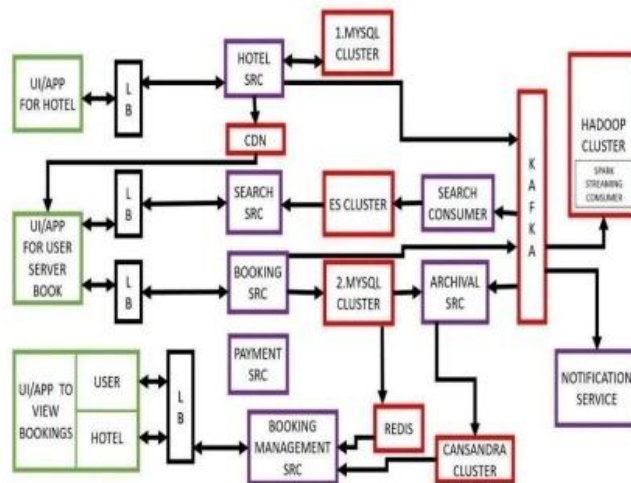 UI/APP
FOR HOTEL
L
B
HOTEL
SRC
1.MYSQL
CLUSTER
CDN
K
A
F
K
A
HADOOP
CLUSTER
SPARK
STREAMING
CONSUMER
UI/APP
FOR USER
SERVER
BOOK
L
B
SEARCH
SRC
ES CLUSTER
SEARCH
CONSUMER
L
B
BOOKING
SRC
2.MYSQL
CLUSTER
ARCHIVAL
SRC
PAYMENT
SRC
NOTIFICATION
SERVICE
UI/APP TO
VIEW
BOOKINGS
USER
HOTEL
L
B
BOOKING
MANAGEMENT
SRC
REDIS
CANSANDRA
CLUSTER